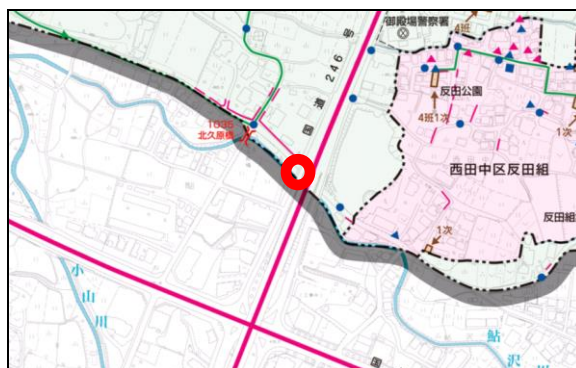 御殿場警察署
4班
国道246号
反田公園
1035
北久原橋
4班1次
1次
西田中区反田組
反田組
1次
小山川
鮎沢川
国